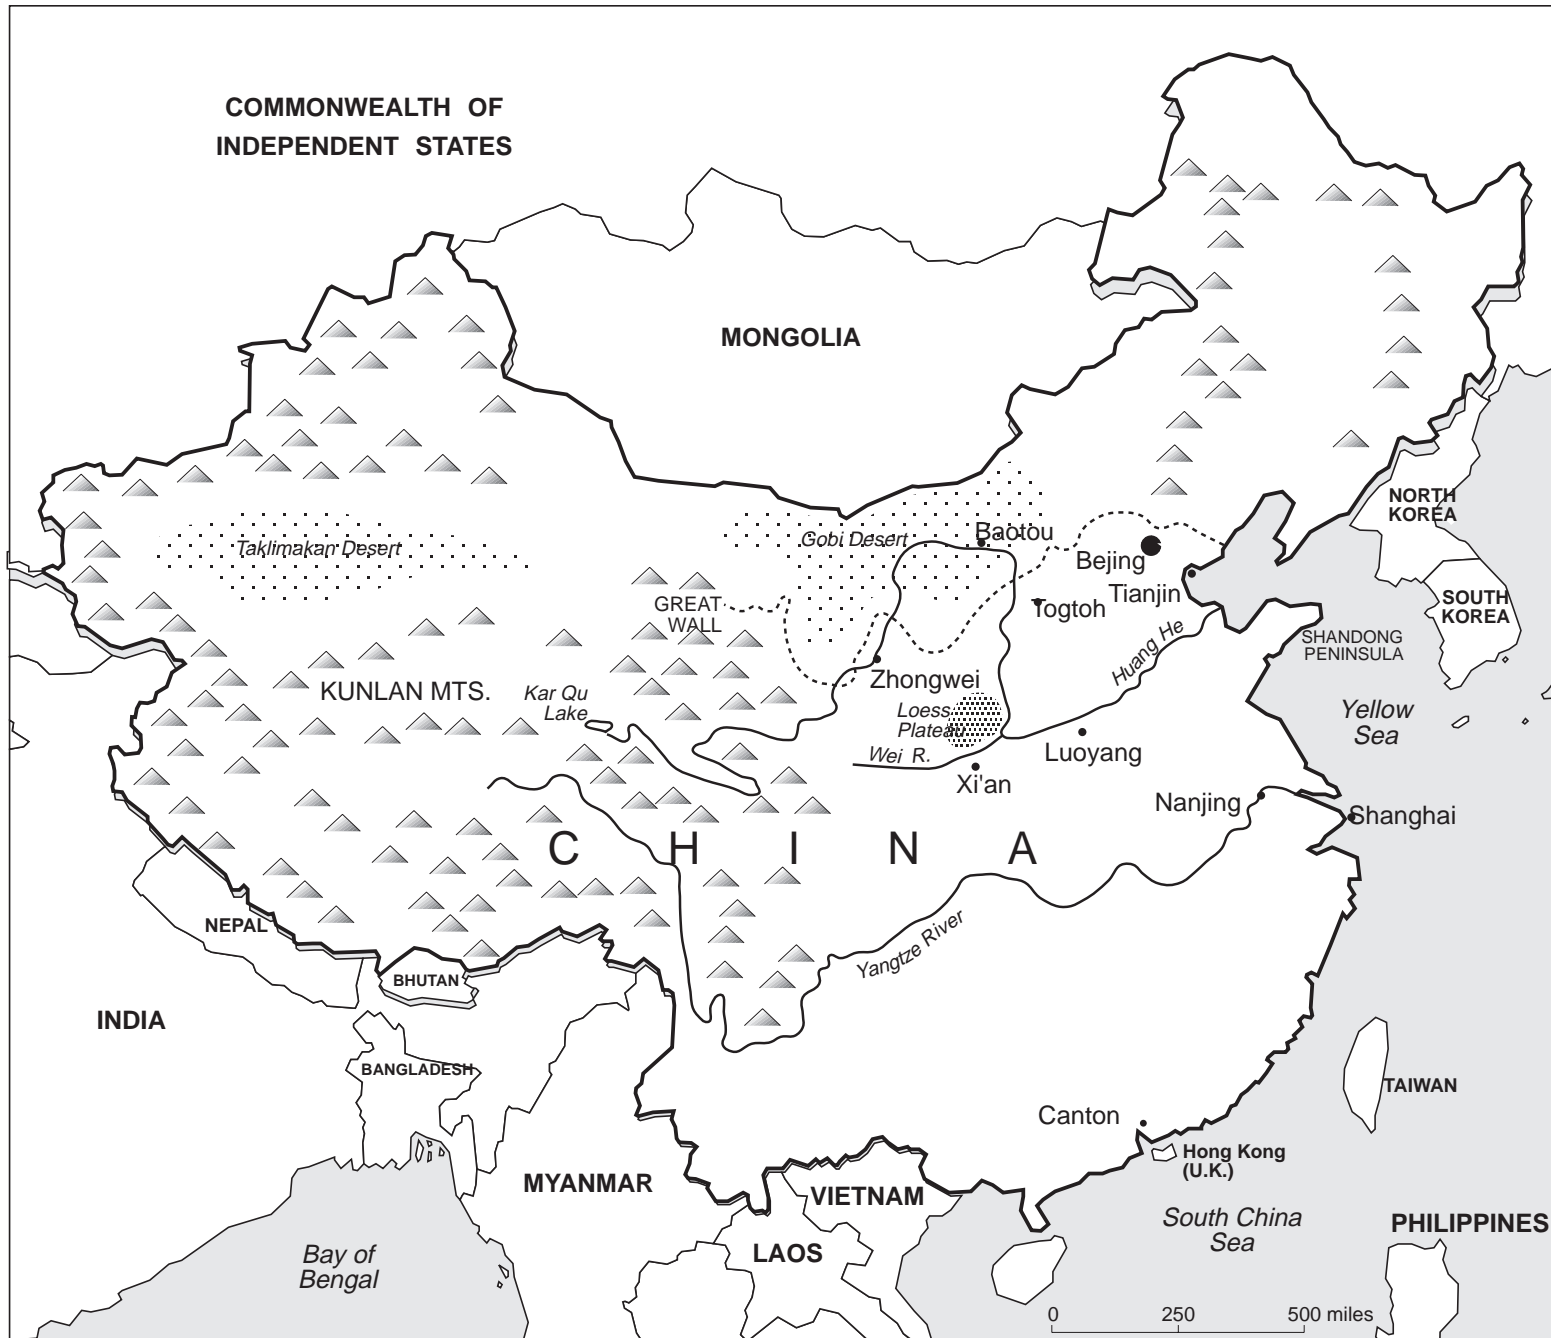 COMMONWEALTH OF
INDEPENDENT STATES
MONGOLIA
NORTH
KOREA
SOUTH
KOREA
Taklimakan Desert
Gobi Desert
Baotou
Bejing
Tianjin
Togtoh
GREAT
WALL
Huang He
SHANDONG
PENINSULA
KUNLAN MTS.
Kar Qu
Lake
Zhongwei
Loess
Plateau
Wei R.
Xi'an
Luoyang
Yellow
Sea
Nanjing
Shanghai
C H I N A
Yangtze River
NEPAL
BHUTAN
INDIA
BANGLADESH
TAIWAN
Canton
Hong Kong
(U.K.)
MYANMAR
VIETNAM
LAOS
South China
Sea
PHILIPPINES
Bay of
Bengal
0 250 500 miles